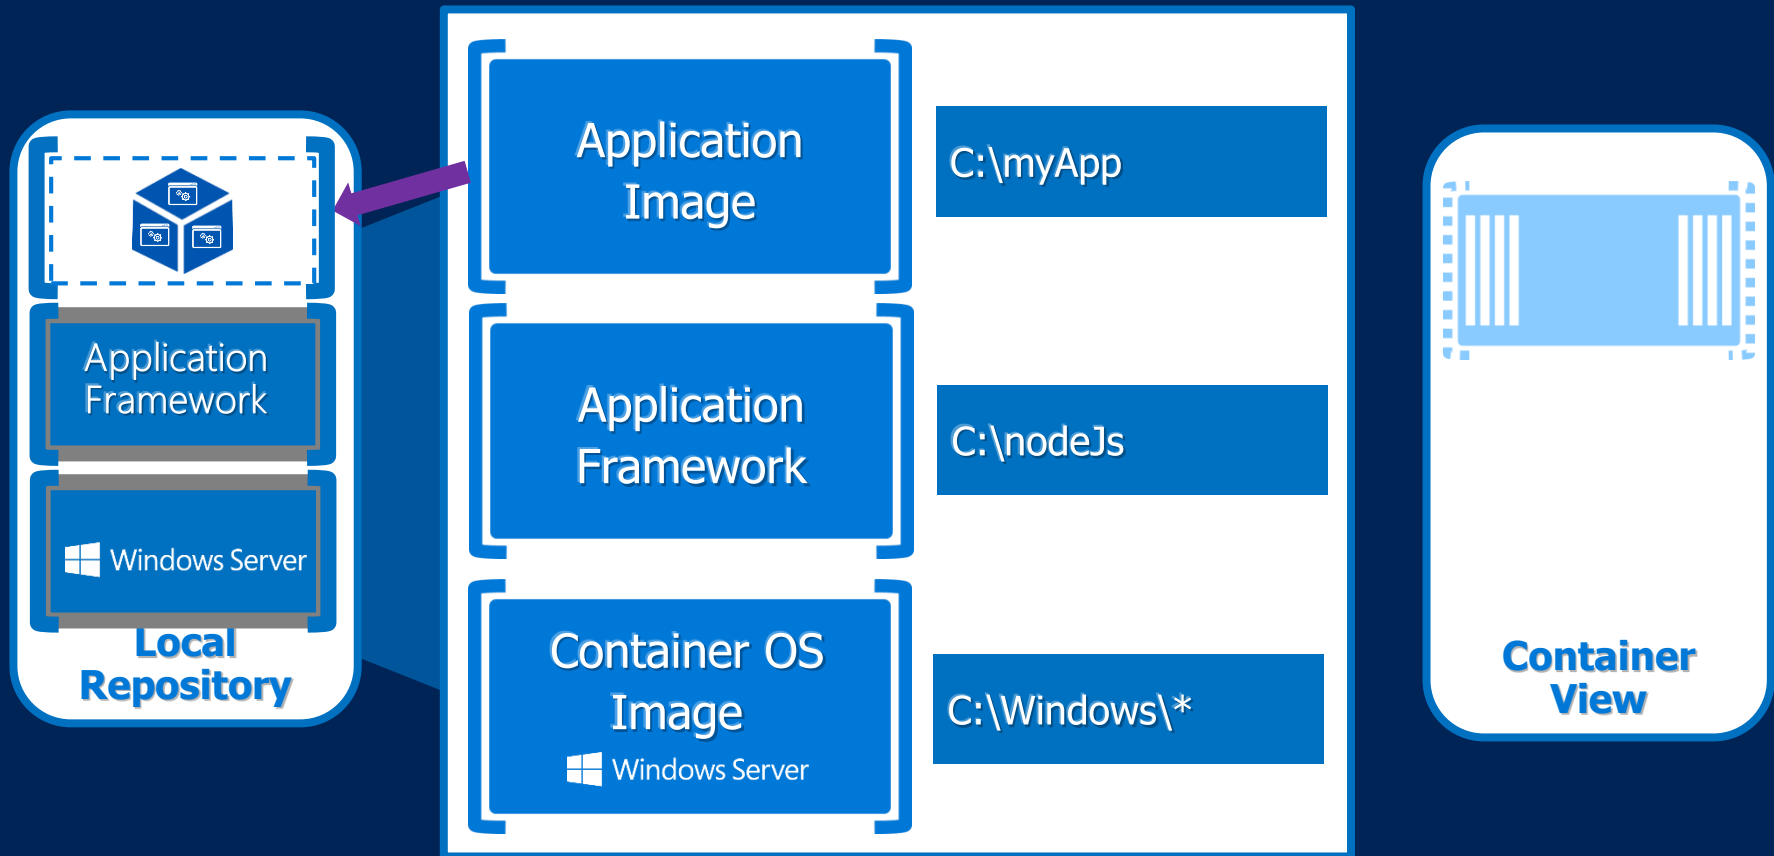 Application
Framework
Windows Server
Local
Repository
Application
Image
C:\myApp
Application
Framework
C:\nodeJs
Container OS
Image
Windows Server
C:\Windows\*
Container
View